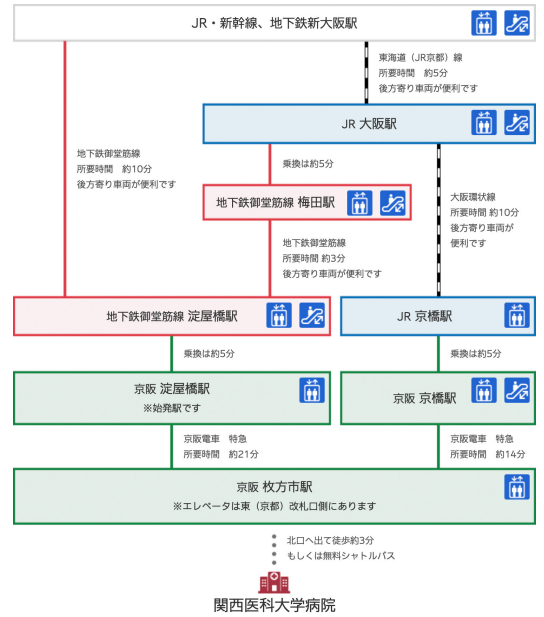 JR・新幹線、地下鉄新大阪駅
東海道（JR京都）線
所要時間　約5分
後方寄り車両が便利です
JR 大阪駅
地下鉄御堂筋線
所要時間　約10分
後方寄り車両が便利です
乗換は約5分
地下鉄御堂筋線 梅田駅
大阪環状線
所要時間 約10分
後方寄り車両が
便利です
地下鉄御堂筋線
所要時間 約3分
後方寄り車両が便利です
地下鉄御堂筋線 淀屋橋駅
JR 京橋駅
乗換は約5分
乗換は約5分
京阪 淀屋橋駅
※始発駅です
京阪 京橋駅
京阪電車　特急
所要時間　約21分
京阪電車　特急
所要時間　約14分
京阪 枚方市駅
※エレベータは東（京都）改札口側にあります
北口へ出て徒歩約3分
もしくは無料シャトルバス
関西医科大学病院